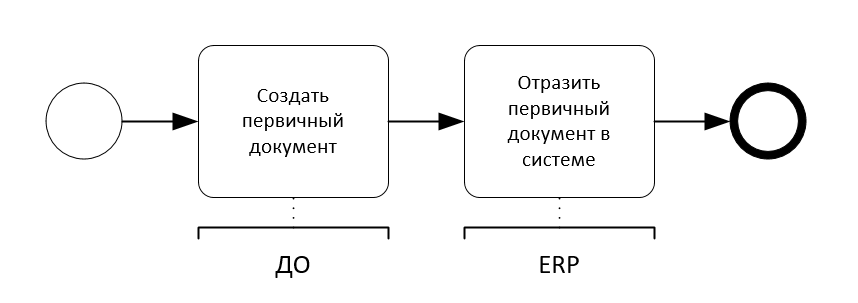 Создать
первичный
документ
Отразить
первичный
документ в
системе
ДО
ERP